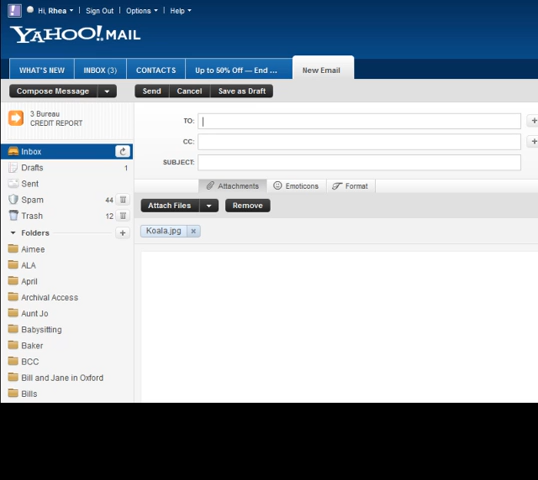 Hi, Rhea | Sign Out | Options | Help
YAHOO! MAIL
WHAT'S NEW INBOX (3) CONTACTS Up to 50% Off — End ... New Email
Compose Message Send Cancel Save as Draft
3 Bureau
CREDIT REPORT
TO:
CC:
SUBJECT:
Attachments Emoticons Format
Attach Files Remove
Koala.jpg x
Inbox
Drafts 1
Sent
Spam 44
Trash 12
Folders +
Aimee
ALA
April
Archival Access
Aunt Jo
Babysitting
Baker
BCC
Bill and Jane in Oxford
Bills